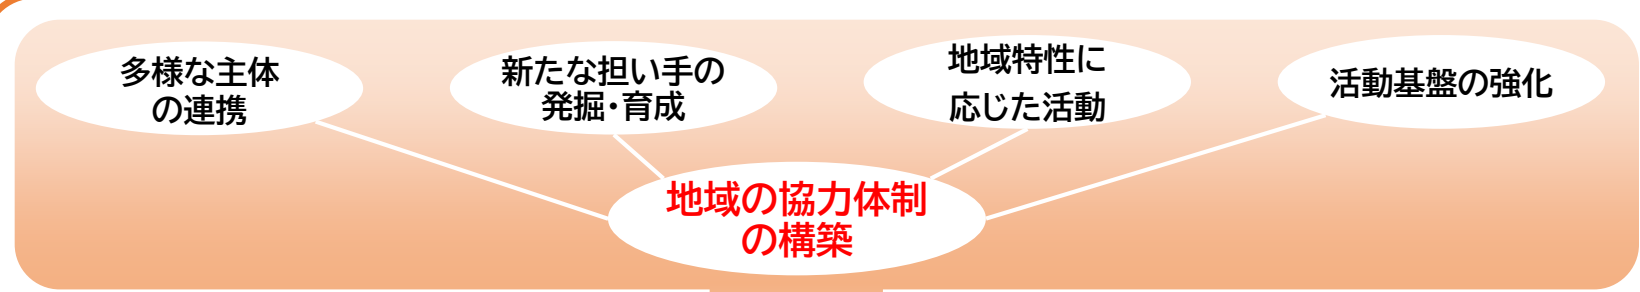 多様な主体
の連携
新たな担い手の
発掘・育成
地域特性に
応じた活動
活動基盤の強化
地域の協力体制
の構築